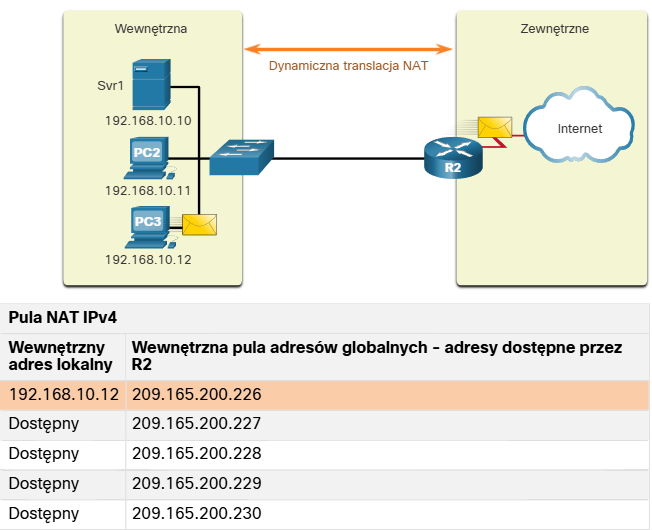 Wewnętrzna
Zewnętrzne
Dynamiczna translacja NAT
Svr1
192.168.10.10
PC2
192.168.10.11
PC3
192.168.10.12
R2
Internet
Pula NAT IPv4
Wewnętrzny adres lokalny
Wewnętrzna pula adresów globalnych - adresy dostępne przez R2
192.168.10.12 209.165.200.226
Dostępny 209.165.200.227
Dostępny 209.165.200.228
Dostępny 209.165.200.229
Dostępny 209.165.200.230